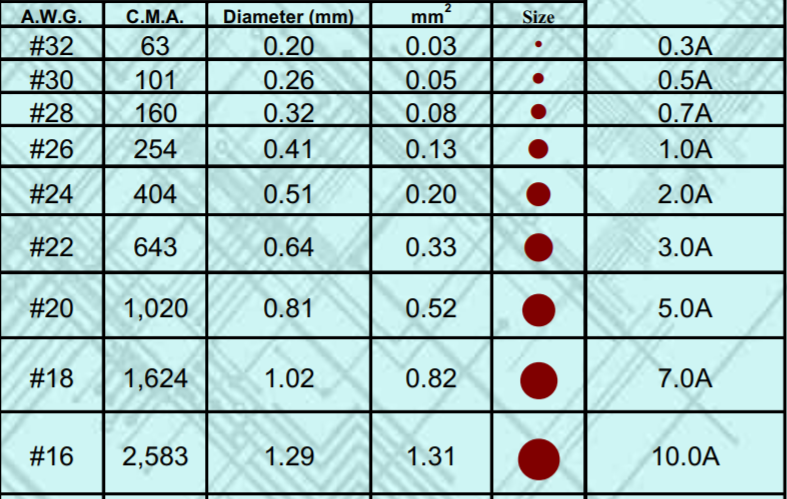 A.W.G. C.M.A. Diameter (mm) mm² Size
#32 63 0.20 0.03 0.3A
#30 101 0.26 0.05 0.5A
#28 160 0.32 0.08 0.7A
#26 254 0.41 0.13 1.0A
#24 404 0.51 0.20 2.0A
#22 643 0.64 0.33 3.0A
#20 1,020 0.81 0.52 5.0A
#18 1,624 1.02 0.82 7.0A
#16 2,583 1.29 1.31 10.0A